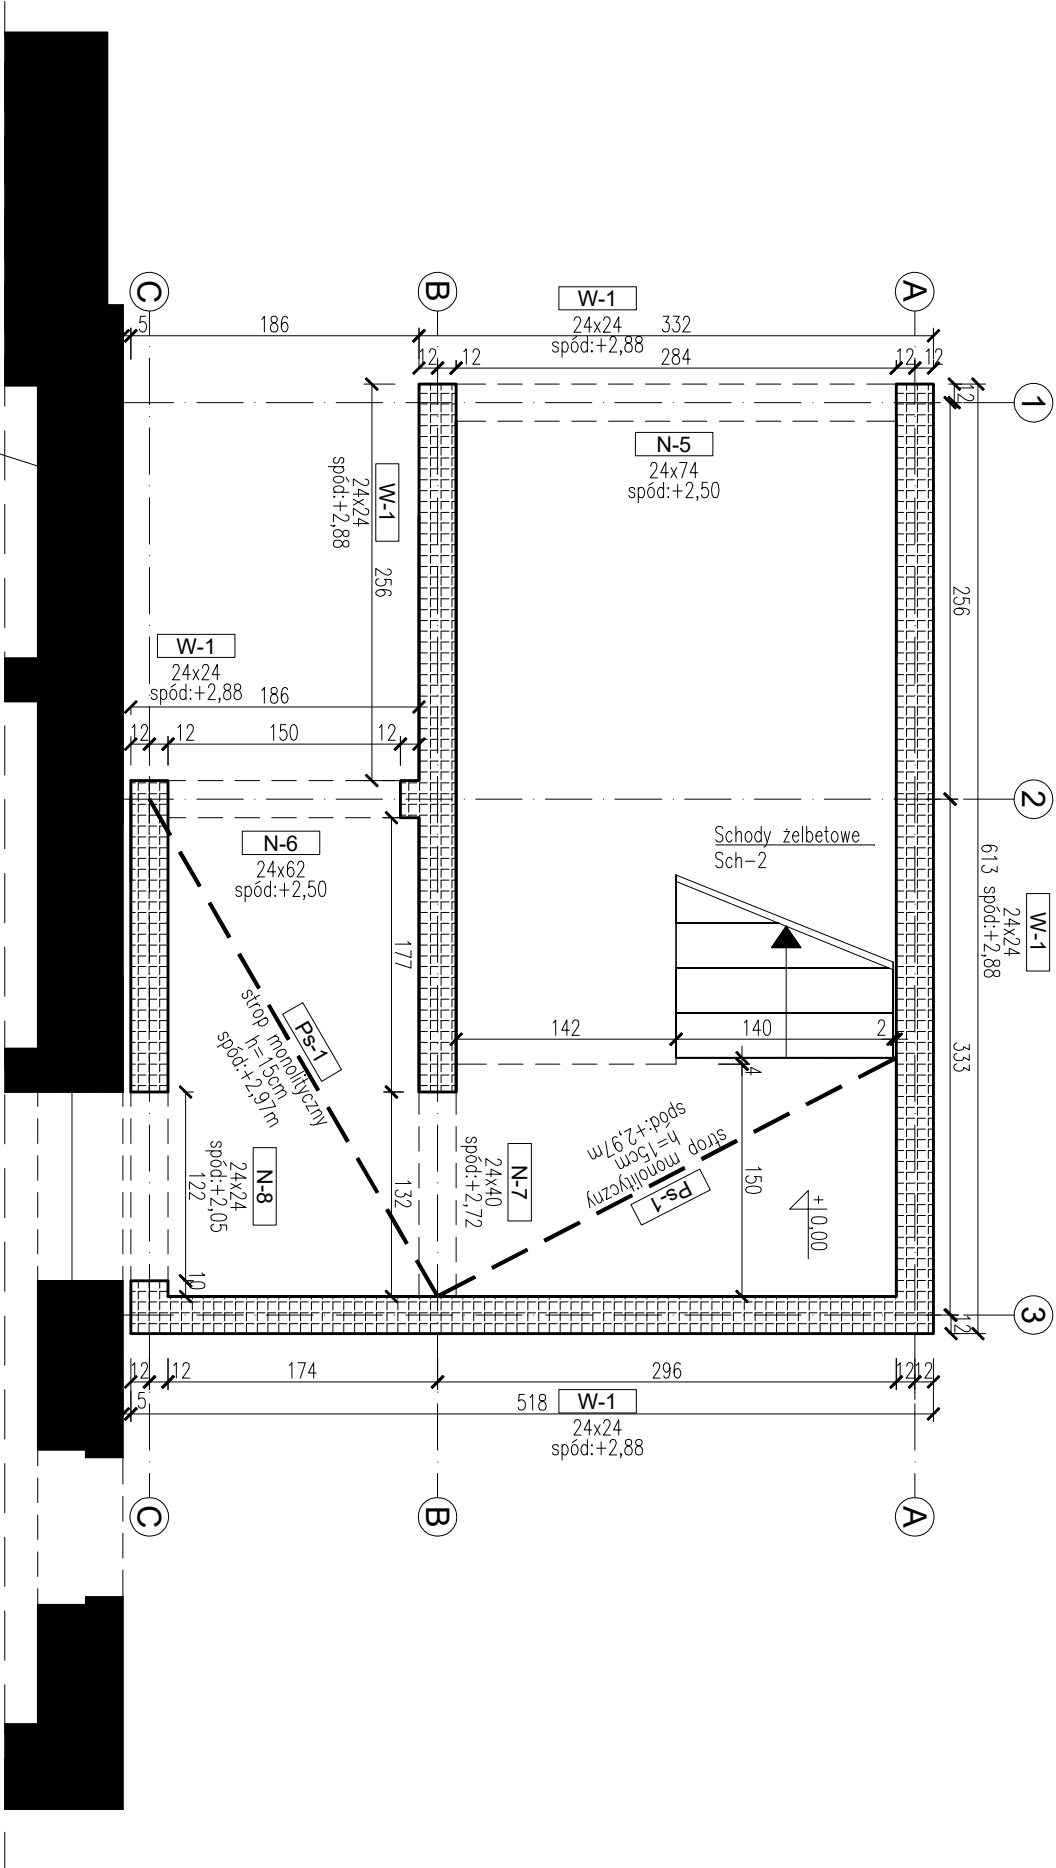 C
B
A
W-1
24x24
spód:+2,88
5
186
332
12
12
284
12
12
12
1
N-5
24x74
spód:+2,50
W-1
24x24
spód:+2,88
256
256
W-1
24x24
spód:+2,88
186
12
12
150
12
2
N-6
24x62
spód:+2,50
Schody żelbetowe
Sch-2
W-1
24x24
613 spód:+2,88
177
142
140
2
333
4
Ps-1
strop monolityczny
h=15cm
spód:+2,97m
Ps-1
strop monolityczny
h=15cm
spód:+2,97m
150
±0,00
N-8
24x24
spód:+2,05
122
132
N-7
24x40
spód:+2,72
10
3
12
12
12
174
296
12
12
5
518
W-1
24x24
spód:+2,88
C
B
A